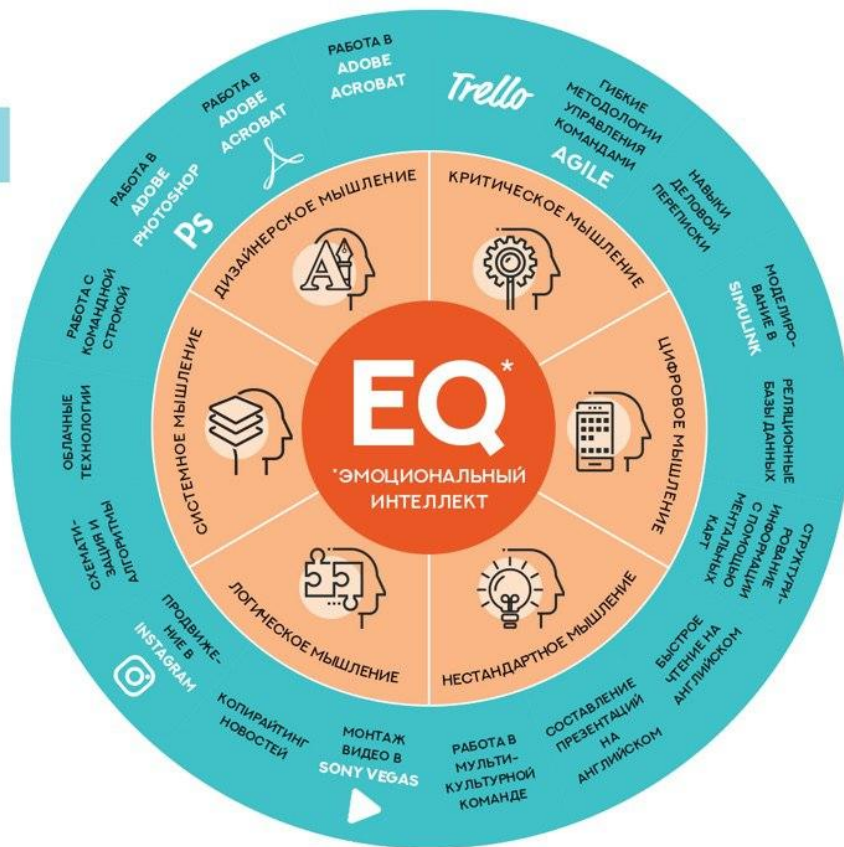 EQ*
*ЭМОЦИОНАЛЬНЫЙ
ИНТЕЛЛЕКТ
ДИЗАЙНЕРСКОЕ МЫШЛЕНИЕ
КРИТИЧЕСКОЕ МЫШЛЕНИЕ
ЦИФРОВОЕ МЫШЛЕНИЕ
НЕСТАНДАРТНОЕ МЫШЛЕНИЕ
ЛОГИЧЕСКОЕ МЫШЛЕНИЕ
СИСТЕМНОЕ МЫШЛЕНИЕ
A
Trello
ГИБКИЕ
МЕТОДОЛОГИИ
УПРАВЛЕНИЯ
КОМАНДАМИ
AGILE
НАВЫКИ
ДЕЛОВОЙ
ПЕРЕПИСКИ
МОДЕЛИРО-
ВАНИЕ В
SIMULINK
РЕЛЯЦИОННЫЕ
БАЗЫ ДАННЫХ
СТРУКТУРИ-
РОВАНИЕ
ИНФОРМАЦИИ
С ПОМОЩЬЮ
МЕНТАЛЬНЫХ
КАРТ
БЫСТРОЕ
ЧТЕНИЕ НА
АНГЛИЙСКОМ
СОСТАВЛЕНИЕ
ПРЕЗЕНТАЦИЙ
НА
АНГЛИЙСКОМ
РАБОТА В
МУЛЬТИ-
КУЛЬТУРНОЙ
КОМАНДЕ
МОНТАЖ
ВИДЕО В
SONY VEGAS
КОПИРАЙТИНГ
НОВОСТЕЙ
ПРОДВИЖЕ-
НИЕ В
INSTAGRAM
СХЕМАТИ-
ЗАЦИЯ И
АЛГОРИТМЫ
ОБЛАЧНЫЕ
ТЕХНОЛОГИИ
РАБОТА С
КОМАНДНОЙ
СТРОКОЙ
РАБОТА В
ADOBE
PHOTOSHOP
Ps
РАБОТА В
ADOBE
ACROBAT
РАБОТА В
ADOBE
ACROBAT